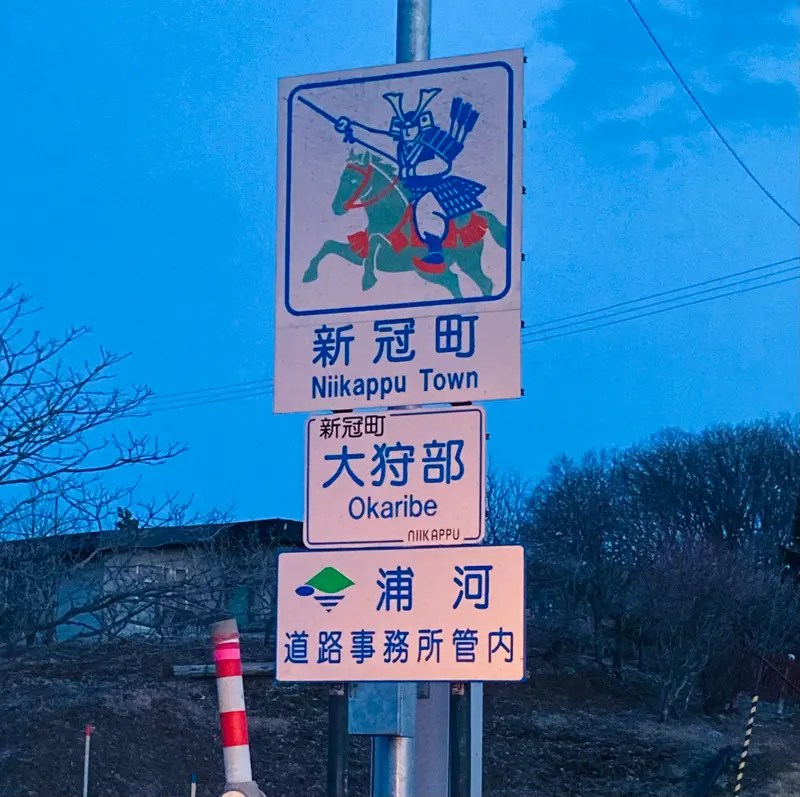 新冠町
Niikappu Town
新冠町
大狩部
Okaribe
NIIKAPPU
浦河
道路事務所管内